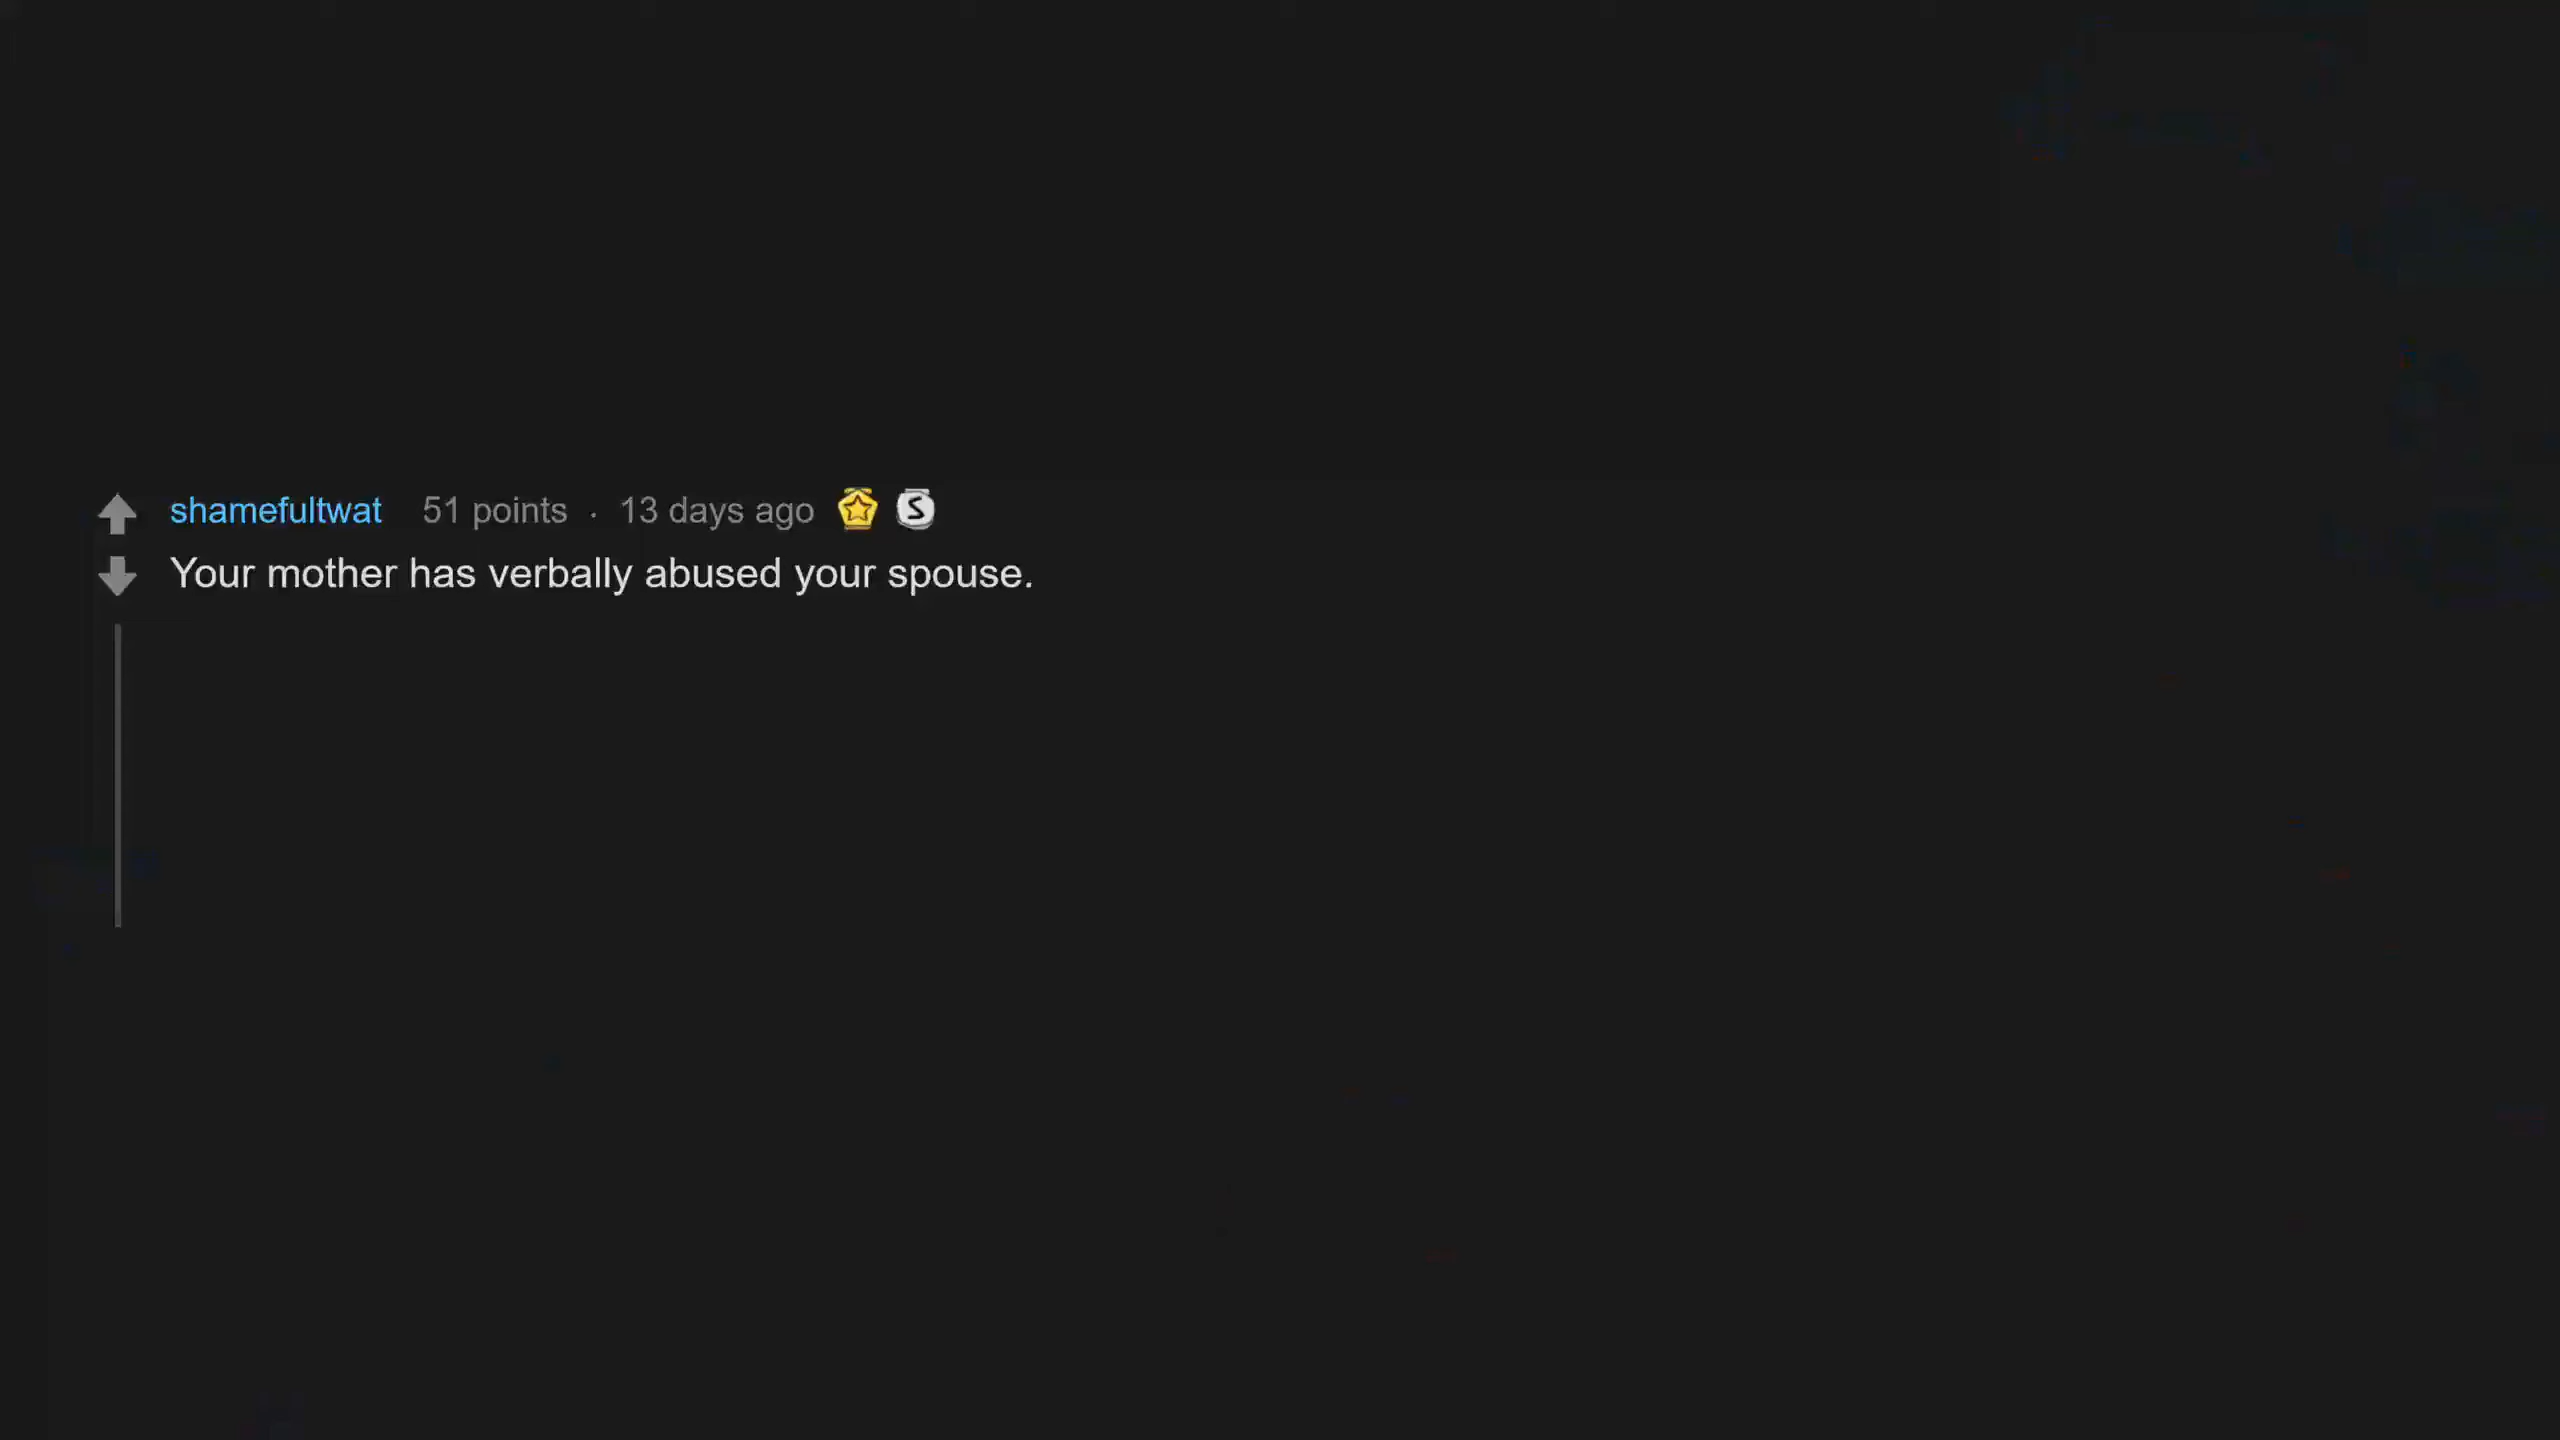 shamefultwat 51 points · 13 days ago
Your mother has verbally abused your spouse.